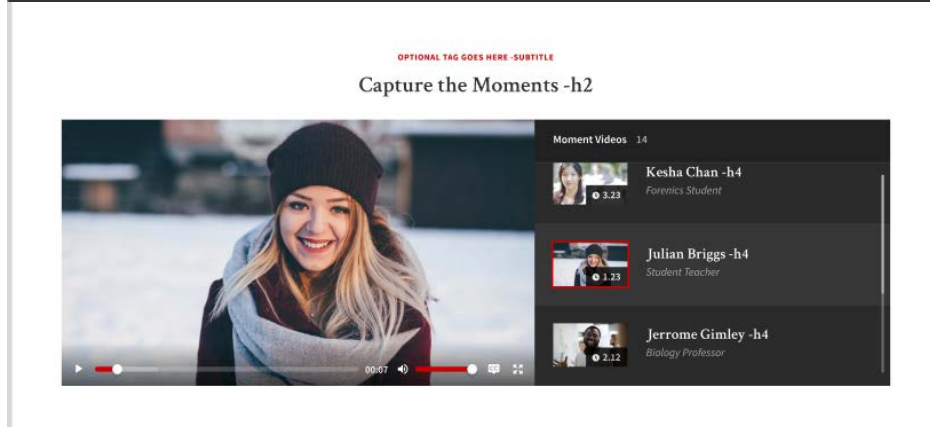 OPTIONAL TAG GOES HERE -SUBTITLE
Capture the Moments -h2
Moment Videos 14
Kesha Chan -h4
Forenics Student
3.23
Julian Briggs -h4
Student Teacher
1.23
Jerrome Gimley -h4
Biology Professor
2.12
00:07